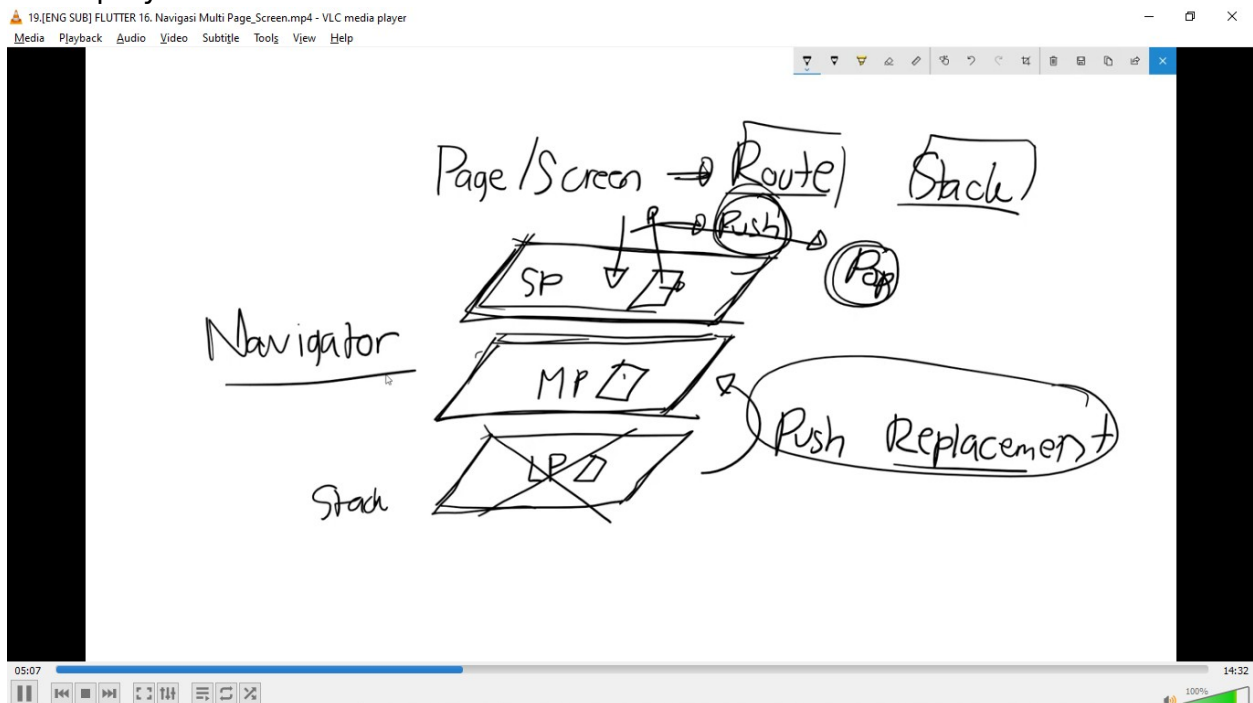 19.[ENG SUB] FLUTTER 16. Navigasi Multi Page_Screen.mp4 - VLC media player
Media Playback Audio Video Subtitle Tools View Help
Page/Screen Route Stack
Push
Pop
SP
Navigator
MP
Push Replacement
LP
Stack
05:07 14:32
100%